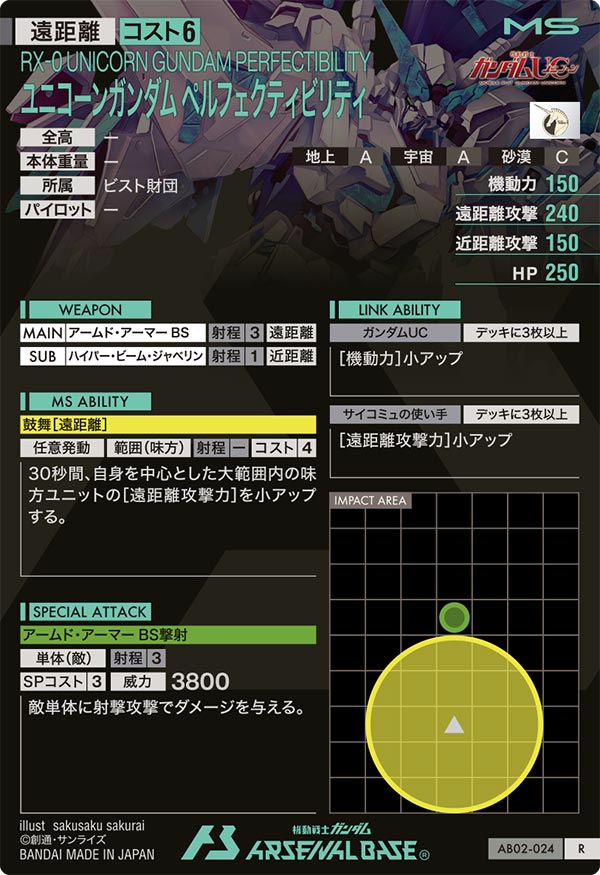 遠距離 コスト6
MS
RX-0 UNICORN GUNDAM PERFECTIBILITY
ユニコーンガンダム ペルフェクティビリティ
機動戦士
ガンダムUC
全高 —
本体重量 —
所属 ビスト財団
パイロット —
地上 A 宇宙 A 砂漠 C
機動力 150
遠距離攻撃 240
近距離攻撃 150
HP 250
WEAPON
MAIN アームド・アーマー BS 射程 3 遠距離
SUB ハイパー・ビーム・ジャベリン 射程 1 近距離
MS ABILITY
鼓舞[遠距離]
任意発動 範囲(味方) 射程 — コスト 4
30秒間、自身を中心とした大範囲内の味
方ユニットの[遠距離攻撃力]を小アップ
する。
SPECIAL ATTACK
アームド・アーマー BS撃射
単体(敵) 射程 3
SPコスト 3 威力 3800
敵単体に射撃攻撃でダメージを与える。
LINK ABILITY
ガンダムUC デッキに3枚以上
[機動力]小アップ
サイコミュの使い手 デッキに3枚以上
[遠距離攻撃力]小アップ
IMPACT AREA
illust sakusaku sakurai
©創通・サンライズ
BANDAI MADE IN JAPAN
機動戦士ガンダム
ARSENAL BASE®
AB02-024 R